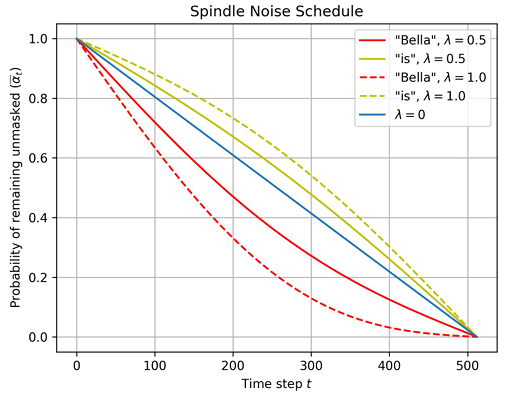 Spindle Noise Schedule
"Bella", λ = 0.5
"is", λ = 0.5
"Bella", λ = 1.0
"is", λ = 1.0
λ = 0
Probability of remaining unmasked (ᾱₜⁱ)
1.0
0.8
0.6
0.4
0.2
0.0
0 100 200 300 400 500
Time step t